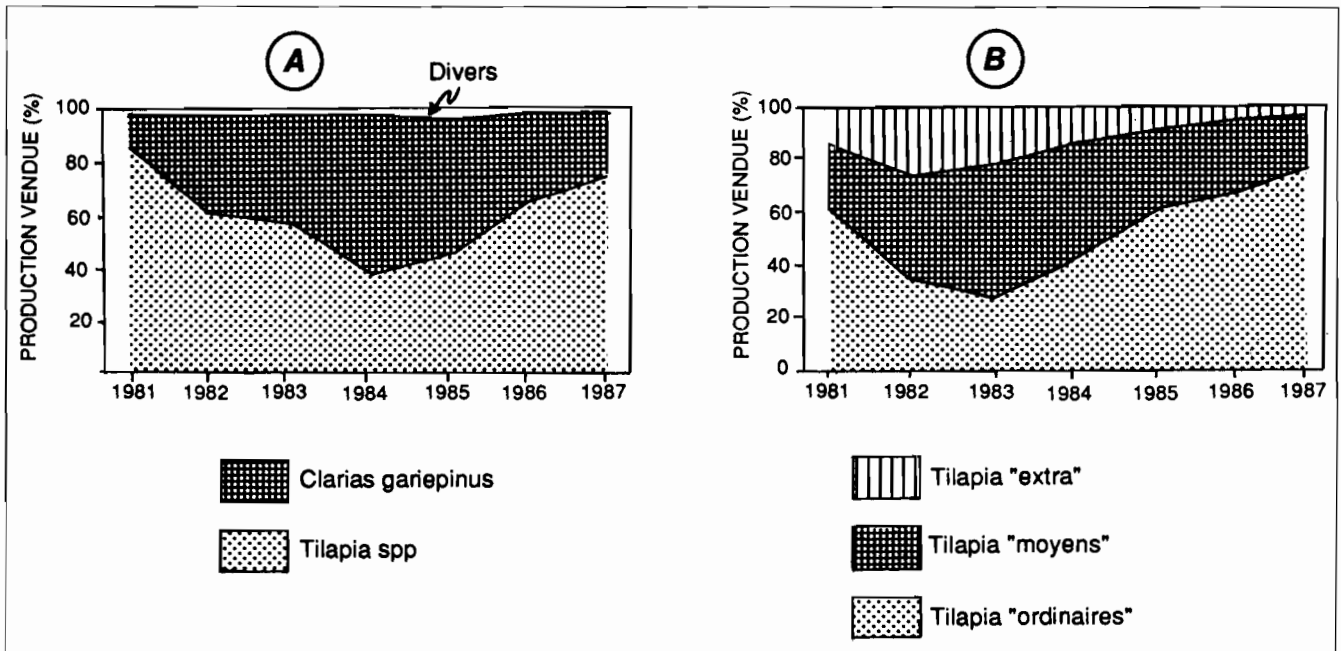 A
Divers
PRODUCTION VENDUE (%)
100
80
60
40
20
1981 1982 1983 1984 1985 1986 1987
Clarias gariepinus
Tilapia spp
B
PRODUCTION VENDUE (%)
100
80
60
40
20
0
1981 1982 1983 1984 1985 1986 1987
Tilapia "extra"
Tilapia "moyens"
Tilapia "ordinaires"